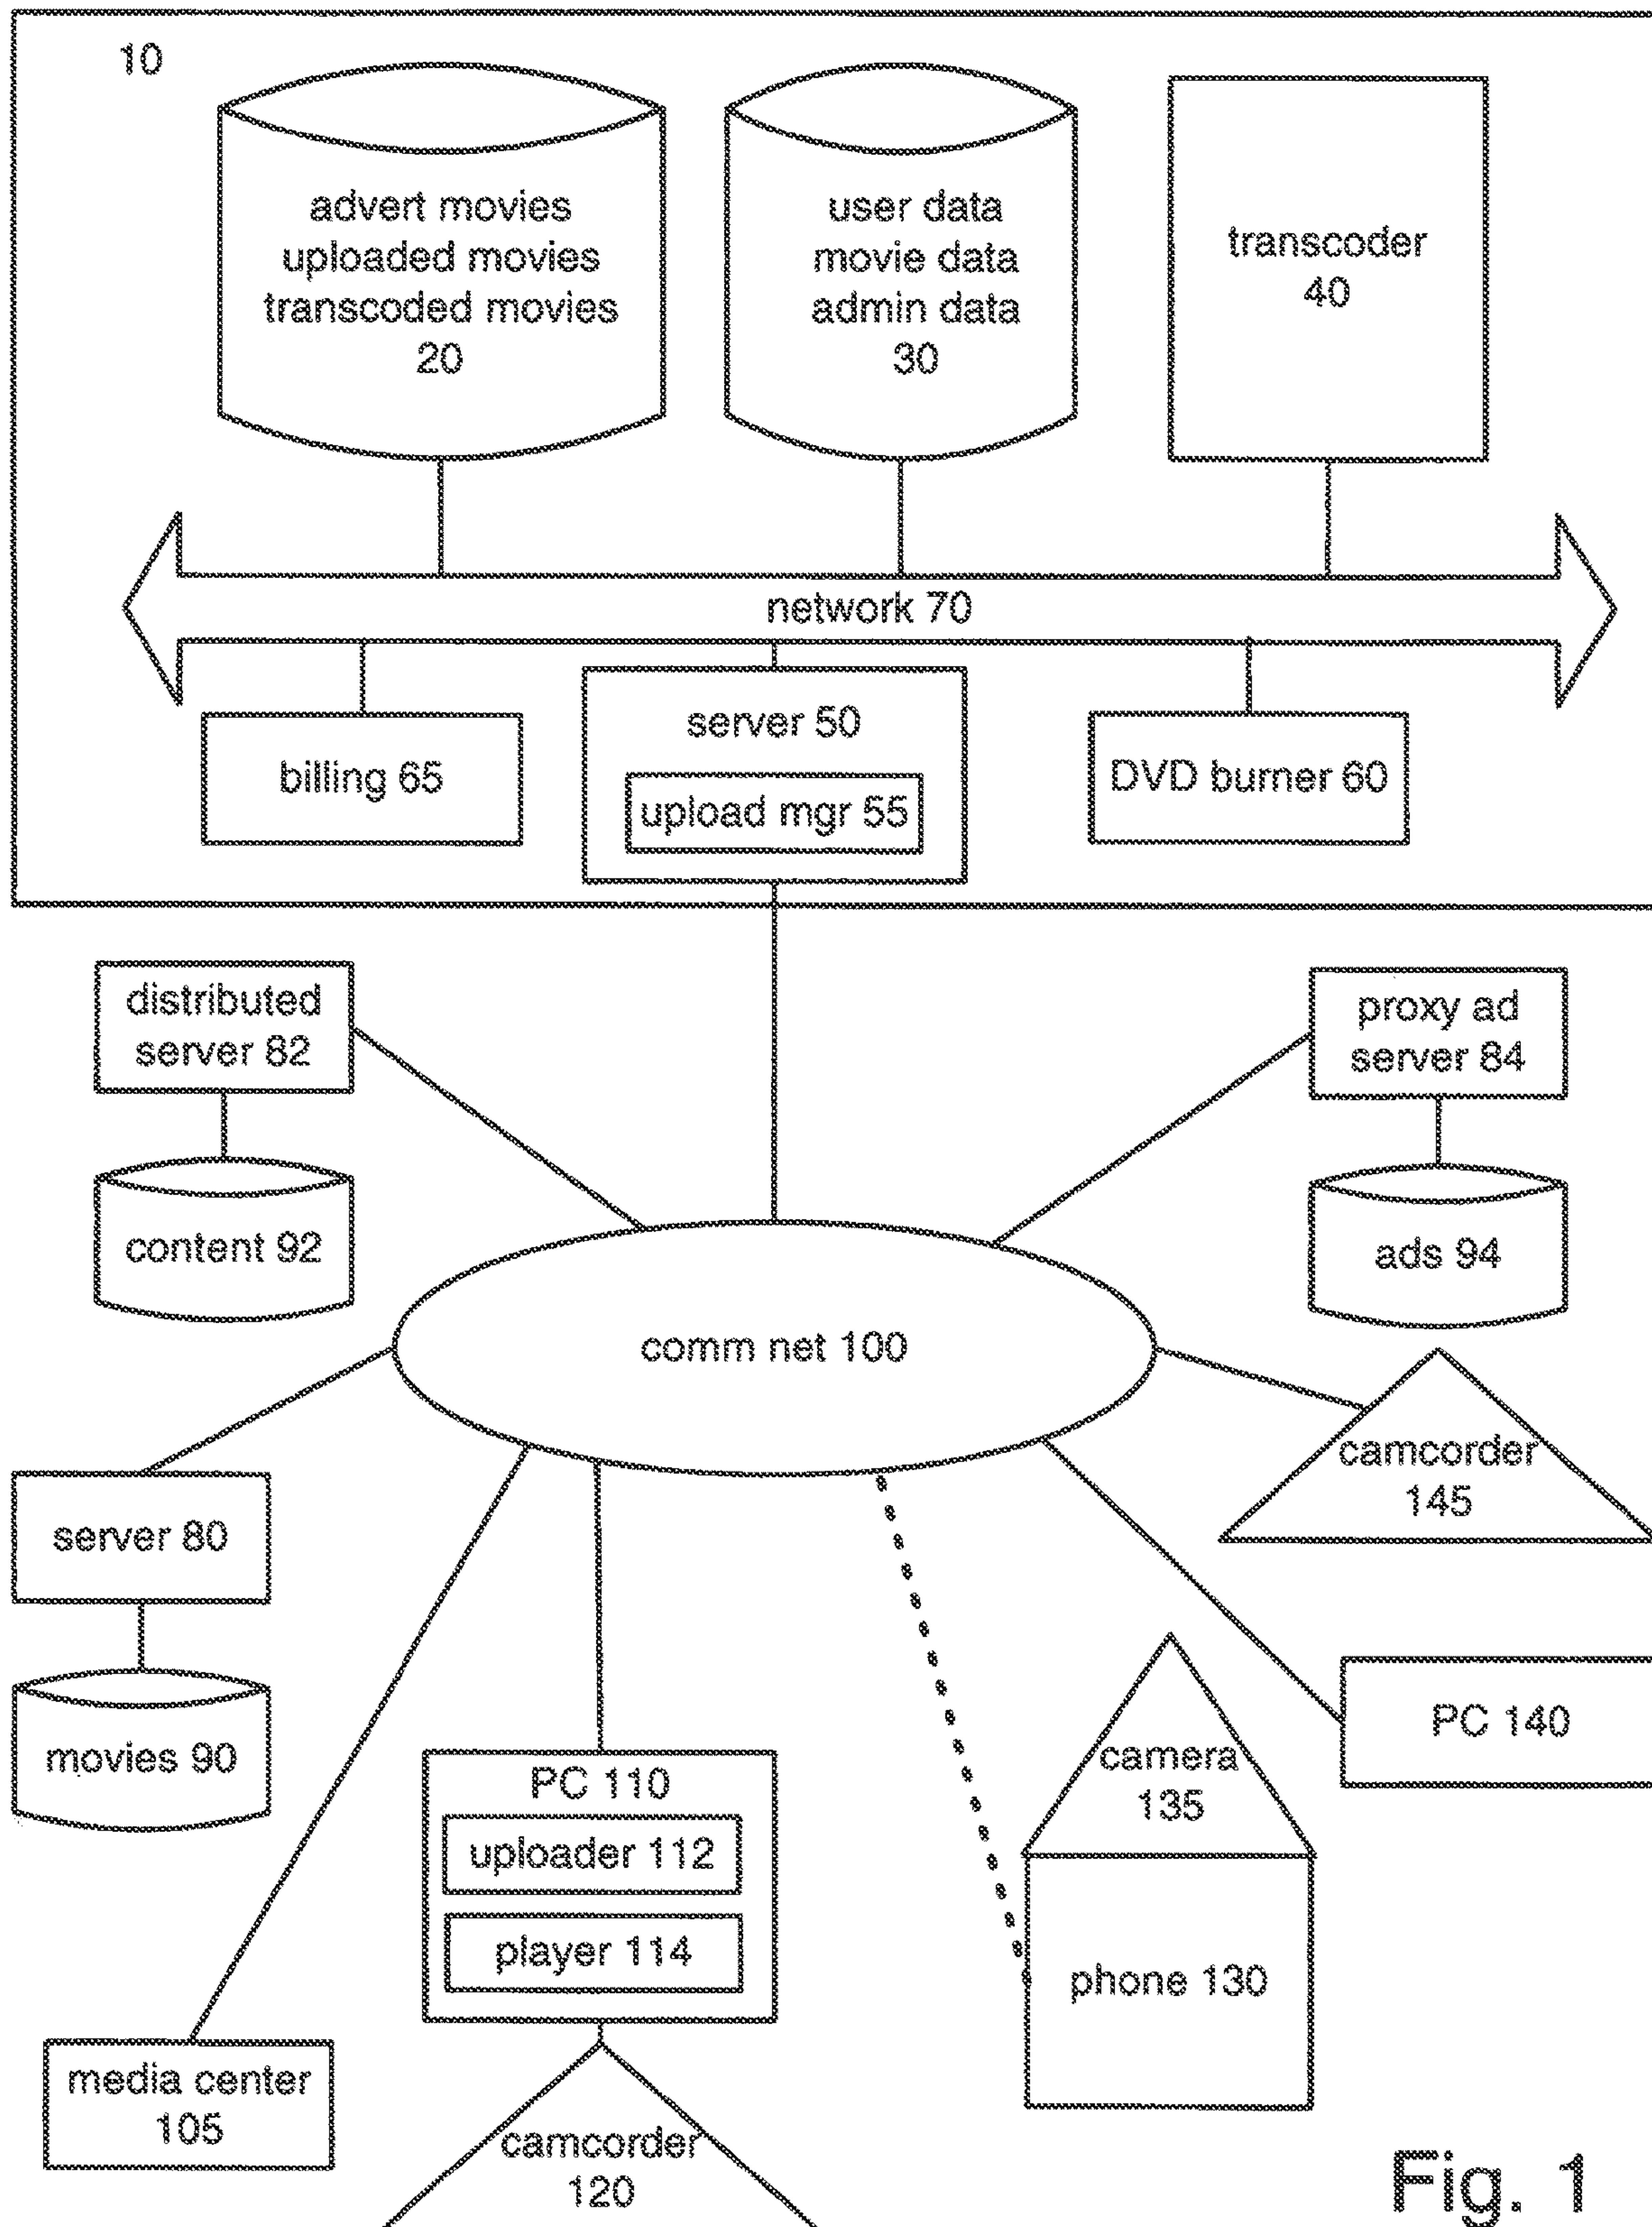 10
advert movies
uploaded movies
transcoded movies
20
user data
movie data
admin data
30
transcoder
40
network 70
billing 65
server 50
upload mgr 55
DVD burner 60
distributed
server 82
content 92
proxy ad
server 84
ads 94
comm net 100
camcorder
145
server 80
movies 90
PC 140
camera
135
phone 130
PC 110
uploader 112
player 114
media center
105
camcorder
120
Fig. 1